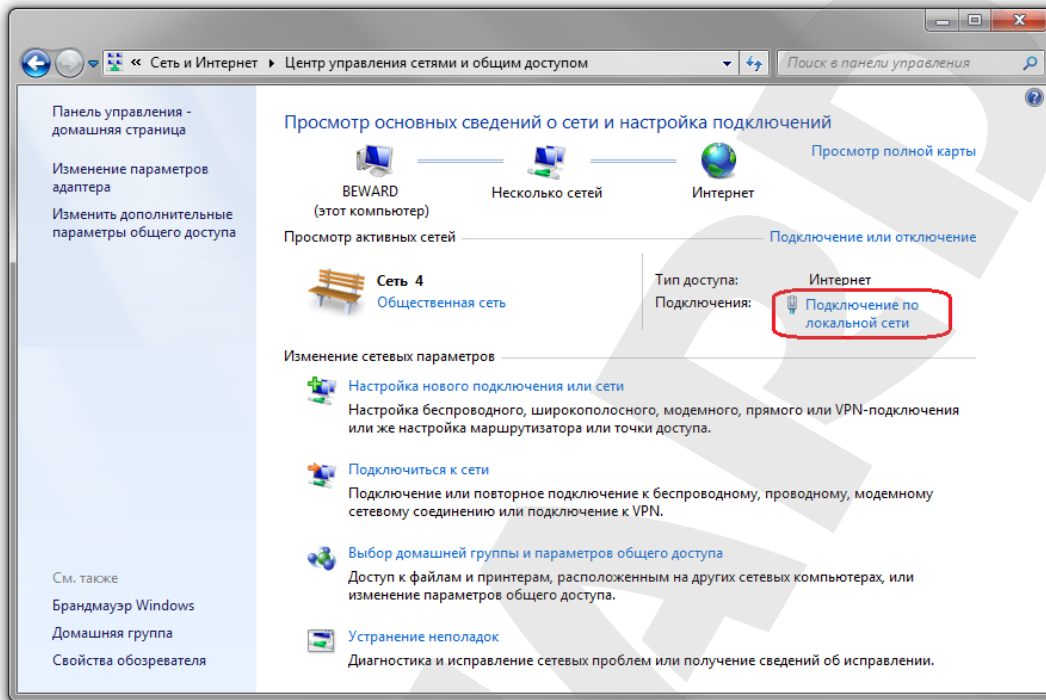 « Сеть и Интернет ▸ Центр управления сетями и общим доступом
Поиск в панели управления
Панель управления -
домашняя страница
Изменение параметров
адаптера
Изменить дополнительные
параметры общего доступа
См. также
Брандмауэр Windows
Домашняя группа
Свойства обозревателя
Просмотр основных сведений о сети и настройка подключений
Просмотр полной карты
BEWARD
(этот компьютер)
Несколько сетей
Интернет
Просмотр активных сетей
Подключение или отключение
Сеть 4
Общественная сеть
Тип доступа: Интернет
Подключения: Подключение по
локальной сети
Изменение сетевых параметров
Настройка нового подключения или сети
Настройка беспроводного, широкополосного, модемного, прямого или VPN-подключения
или же настройка маршрутизатора или точки доступа.
Подключиться к сети
Подключение или повторное подключение к беспроводному, проводному, модемному
сетевому соединению или подключение к VPN.
Выбор домашней группы и параметров общего доступа
Доступ к файлам и принтерам, расположенным на других сетевых компьютерах, или
изменение параметров общего доступа.
Устранение неполадок
Диагностика и исправление сетевых проблем или получение сведений об исправлении.